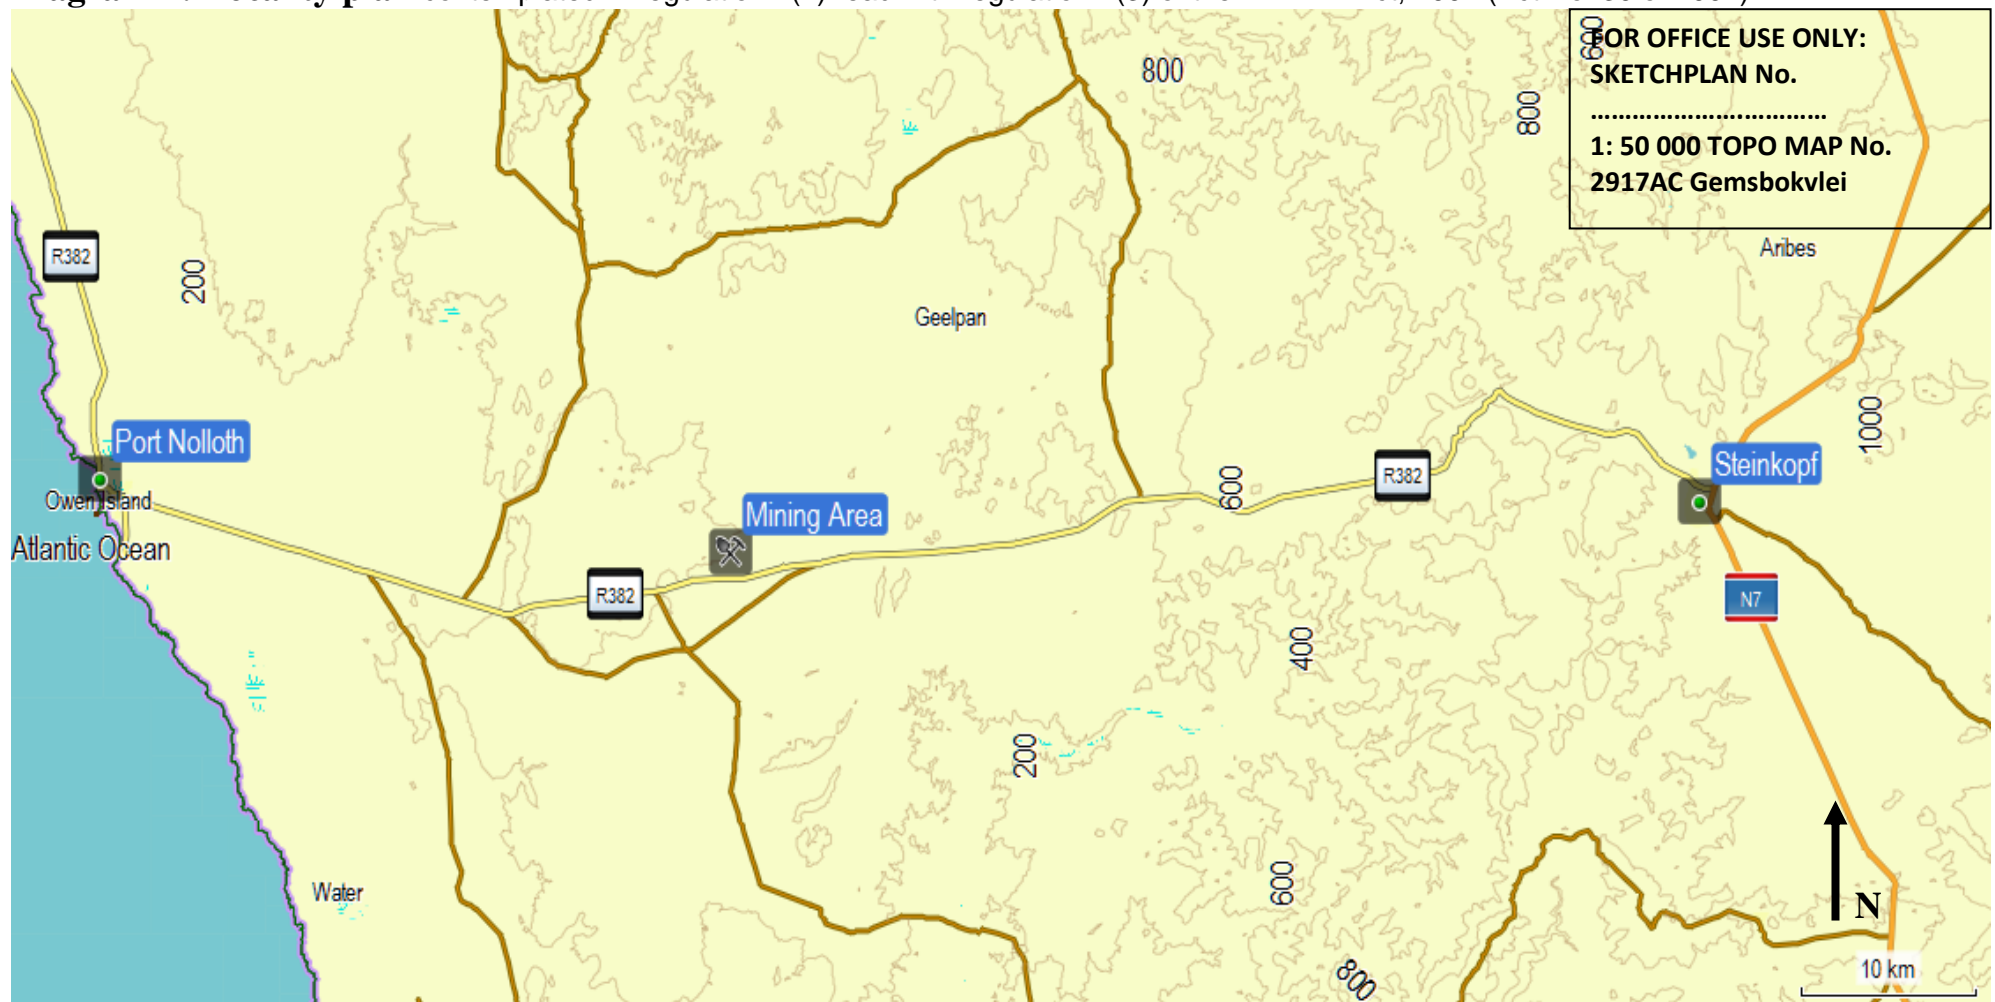 FOR OFFICE USE ONLY:
SKETCHPLAN No.
……………………………
1: 50 000 TOPO MAP No.
2917AC Gemsbokvlei
600
800
800
Aribes
R382
200
Geelpan
1000
Port Nolloth
Steinkopf
R382
600
Owen Island
Mining Area
Atlantic Ocean
R382
N7
400
200
Water
600
N
800
10 km